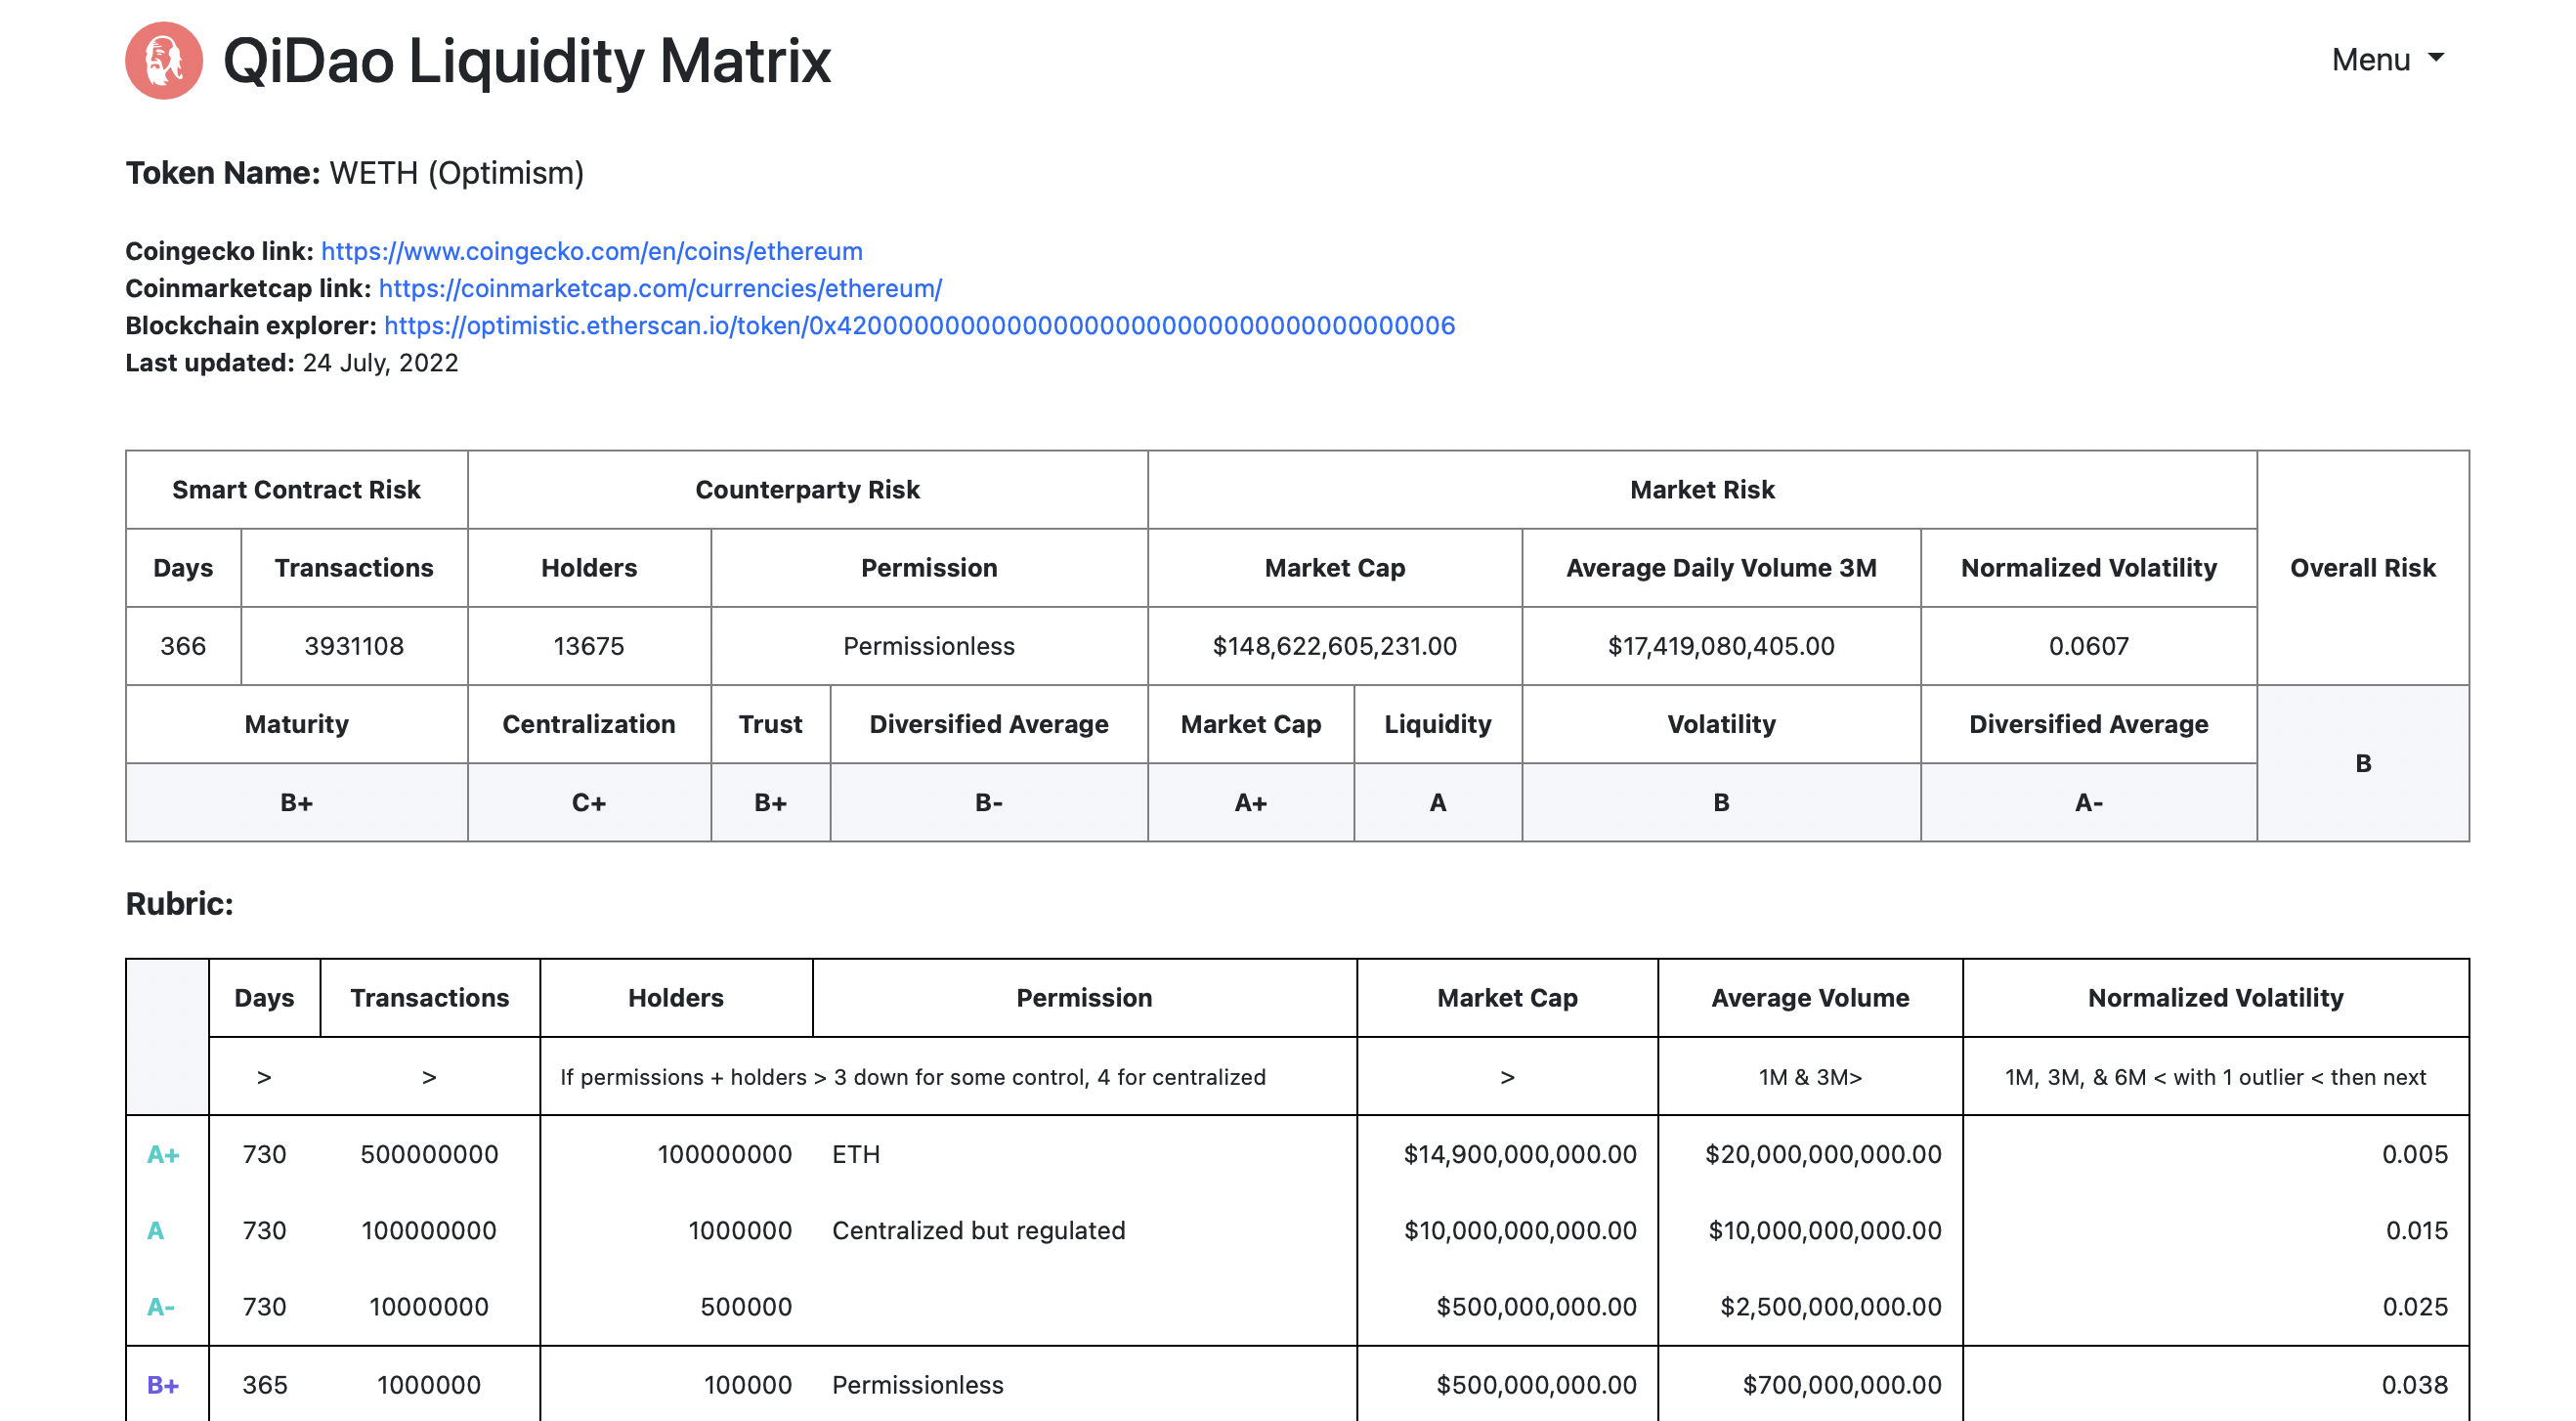 QiDao Liquidity Matrix
Menu
Token Name: WETH (Optimism)
Coingecko link: https://www.coingecko.com/en/coins/ethereum
Coinmarketcap link: https://coinmarketcap.com/currencies/ethereum/
Blockchain explorer: https://optimistic.etherscan.io/token/0x4200000000000000000000000000000000000006
Last updated: 24 July, 2022
Smart Contract Risk Counterparty Risk Market Risk Overall Risk
Days Transactions Holders Permission Market Cap Average Daily Volume 3M Normalized Volatility
366 3931108 13675 Permissionless $148,622,605,231.00 $17,419,080,405.00 0.0607
Maturity Centralization Trust Diversified Average Market Cap Liquidity Volatility Diversified Average
B+ C+ B+ B- A+ A B A- B
Rubric:
Days Transactions Holders Permission Market Cap Average Volume Normalized Volatility
> > If permissions + holders > 3 down for some control, 4 for centralized > 1M & 3M> 1M, 3M, & 6M < with 1 outlier < then next
A+ 730 500000000 100000000 ETH $14,900,000,000.00 $20,000,000,000.00 0.005
A 730 100000000 1000000 Centralized but regulated $10,000,000,000.00 $10,000,000,000.00 0.015
A- 730 10000000 500000 $500,000,000.00 $2,500,000,000.00 0.025
B+ 365 1000000 100000 Permissionless $500,000,000.00 $700,000,000.00 0.038